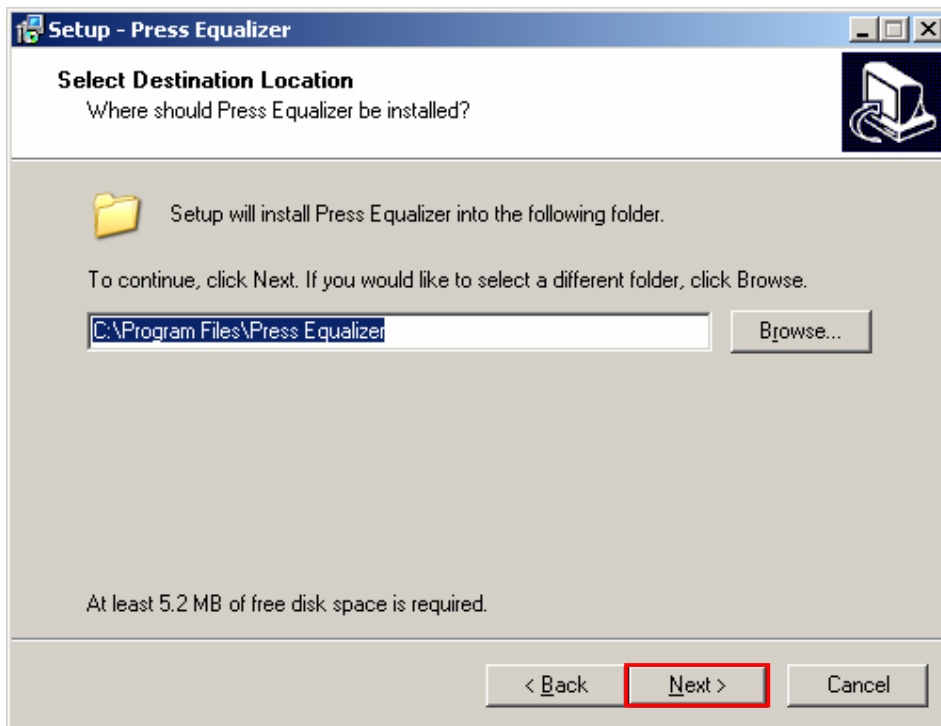 Setup - Press Equalizer
Select Destination Location
Where should Press Equalizer be installed?
Setup will install Press Equalizer into the following folder.
To continue, click Next. If you would like to select a different folder, click Browse.
C:\Program Files\Press Equalizer
Browse...
At least 5.2 MB of free disk space is required.
< Back
Next >
Cancel